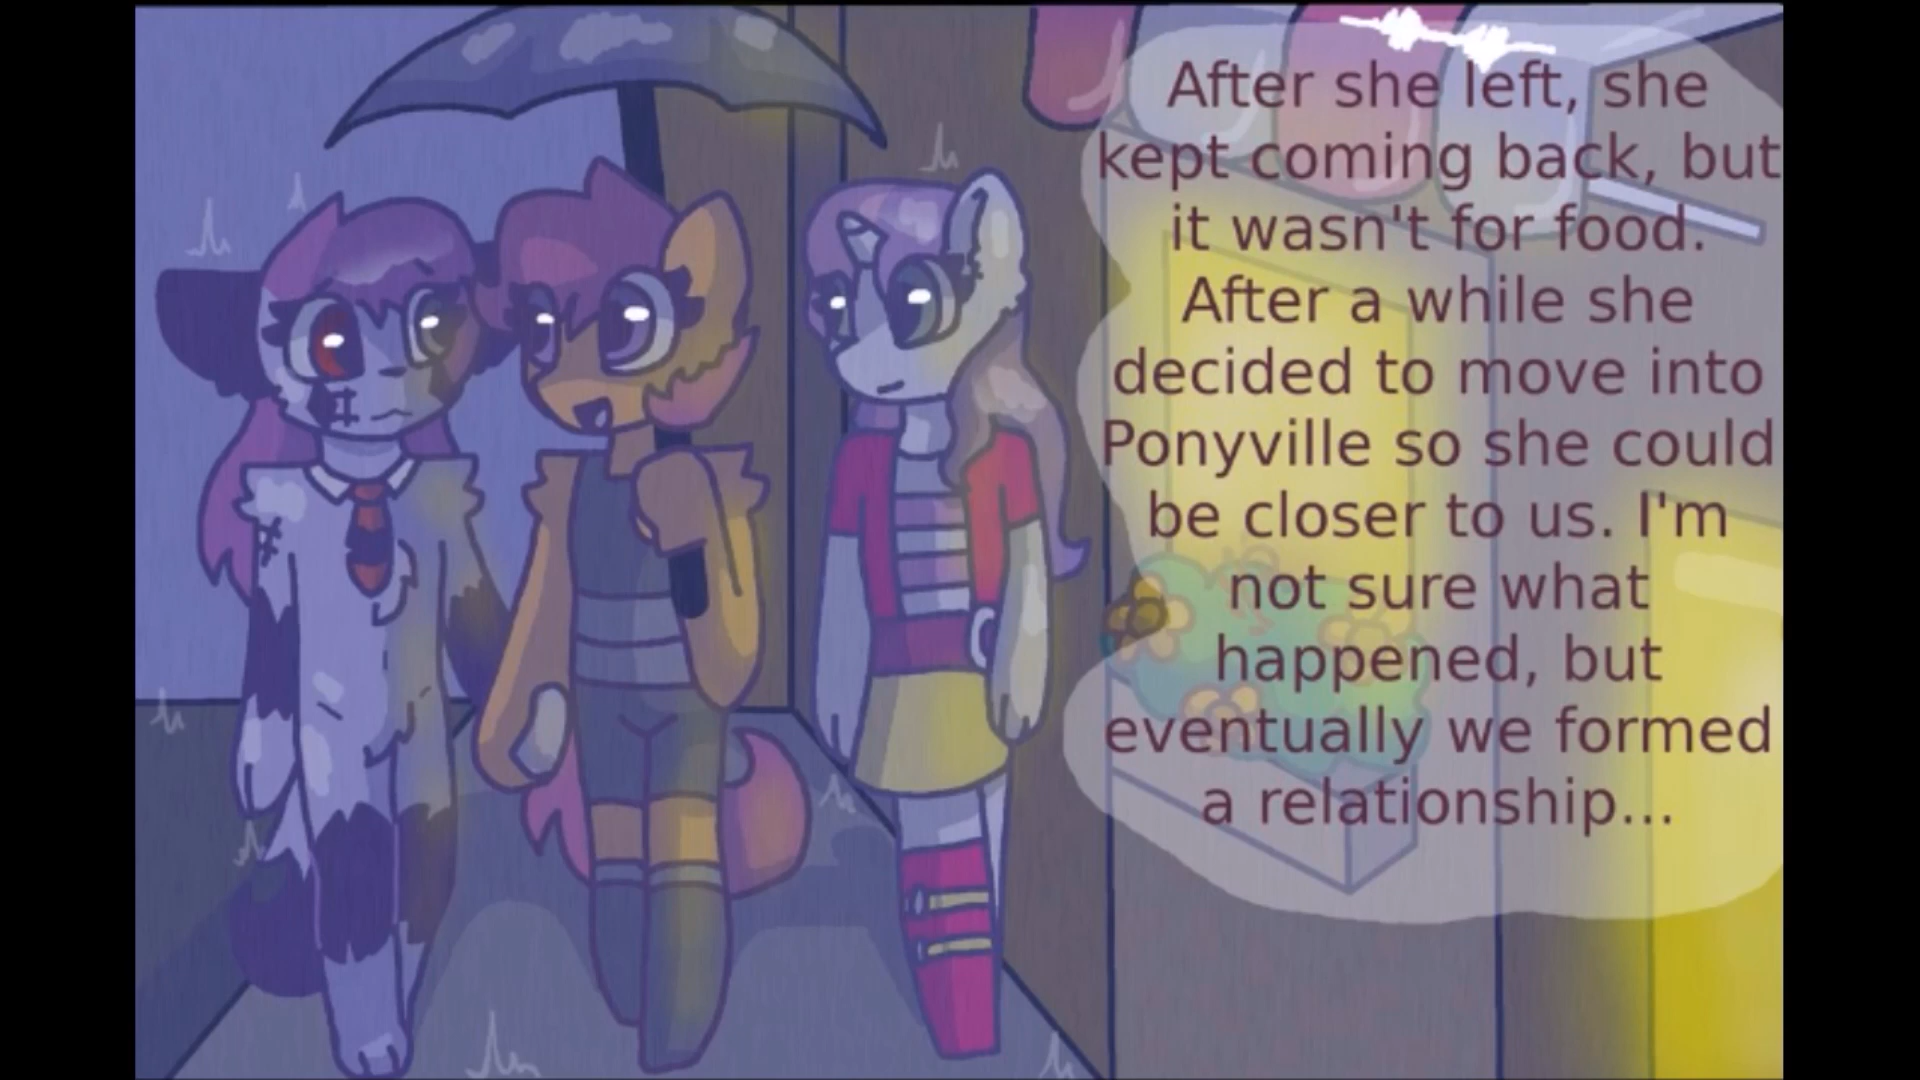 After she left, she
kept coming back, but
it wasn't for food.
After a while she
decided to move into
Ponyville so she could
be closer to us. I'm
not sure what
happened, but
eventually we formed
a relationship...